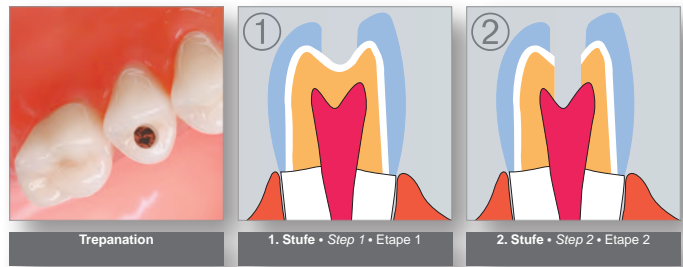 1
2
Trepanation
1. Stufe • Step 1 • Etape 1
2. Stufe • Step 2 • Etape 2